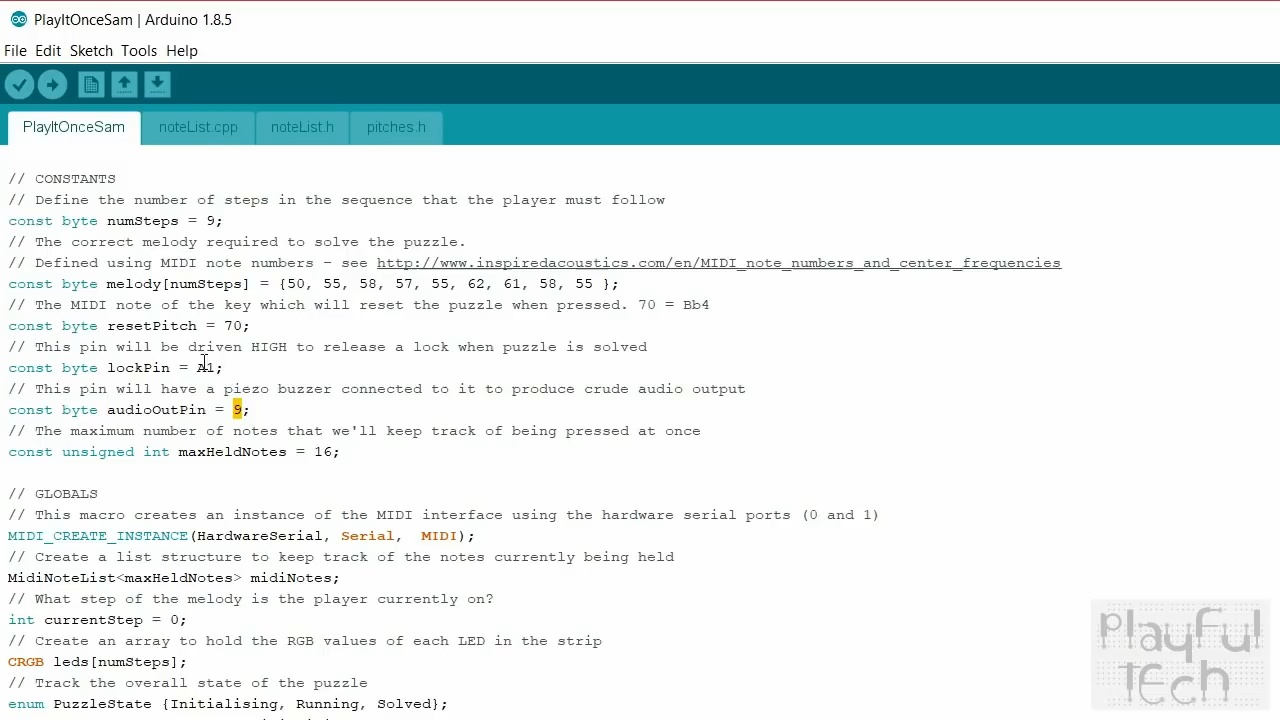 PlayItOnceSam | Arduino 1.8.5
File Edit Sketch Tools Help
PlayItOnceSam noteList.cpp noteList.h pitches.h
// CONSTANTS
// Define the number of steps in the sequence that the player must follow
const byte numSteps = 9;
// The correct melody required to solve the puzzle.
// Defined using MIDI note numbers - see http://www.inspiredacoustics.com/en/MIDI_note_numbers_and_center_frequencies
const byte melody[numSteps] = {50, 55, 58, 57, 55, 62, 61, 58, 55 };
// The MIDI note of the key which will reset the puzzle when pressed. 70 = Bb4
const byte resetPitch = 70;
// This pin will be driven HIGH to release a lock when puzzle is solved
const byte lockPin = A1;
// This pin will have a piezo buzzer connected to it to produce crude audio output
const byte audioOutPin = 9;
// The maximum number of notes that we'll keep track of being pressed at once
const unsigned int maxHeldNotes = 16;
// GLOBALS
// This macro creates an instance of the MIDI interface using the hardware serial ports (0 and 1)
MIDI_CREATE_INSTANCE(HardwareSerial, Serial, MIDI);
// Create a list structure to keep track of the notes currently being held
MidiNoteList<maxHeldNotes> midiNotes;
// What step of the melody is the player currently on?
int currentStep = 0;
// Create an array to hold the RGB values of each LED in the strip
CRGB leds[numSteps];
// Track the overall state of the puzzle
enum PuzzleState {Initialising, Running, Solved};
playful
tech